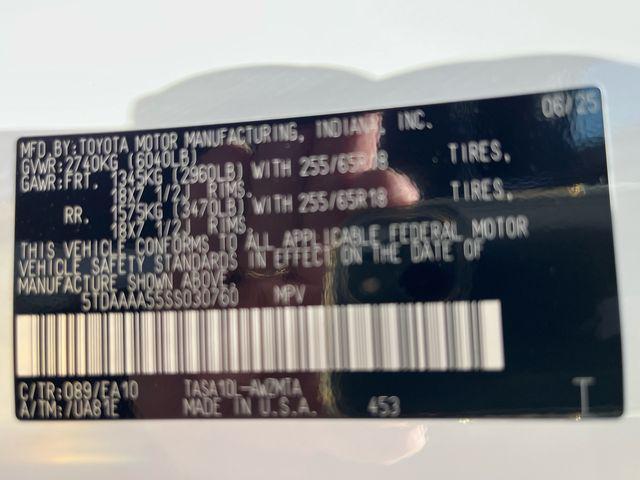 06/25
MFD.BY:TOYOTA MOTOR MANUFACTURING, INDIANA, INC.
GVWR:2740KG (6040LB)
GAWR:FRT. 1345KG (2960LB) WITH 255/65R18 TIRES,
18X7 1/2J RIMS.
RR. 1575KG (3470LB) WITH 255/65R18 TIRES,
18X7 1/2J RIMS.
THIS VEHICLE CONFORMS TO ALL APPLICABLE FEDERAL MOTOR
VEHICLE SAFETY STANDARDS IN EFFECT ON THE DATE OF
MANUFACTURE SHOWN ABOVE.
5TDAAAA55SS030760 MPV
C/TR:089/EA10 TASA10L-AWZMTA
A/TM:7UA81E MADE IN U.S.A. 453 I